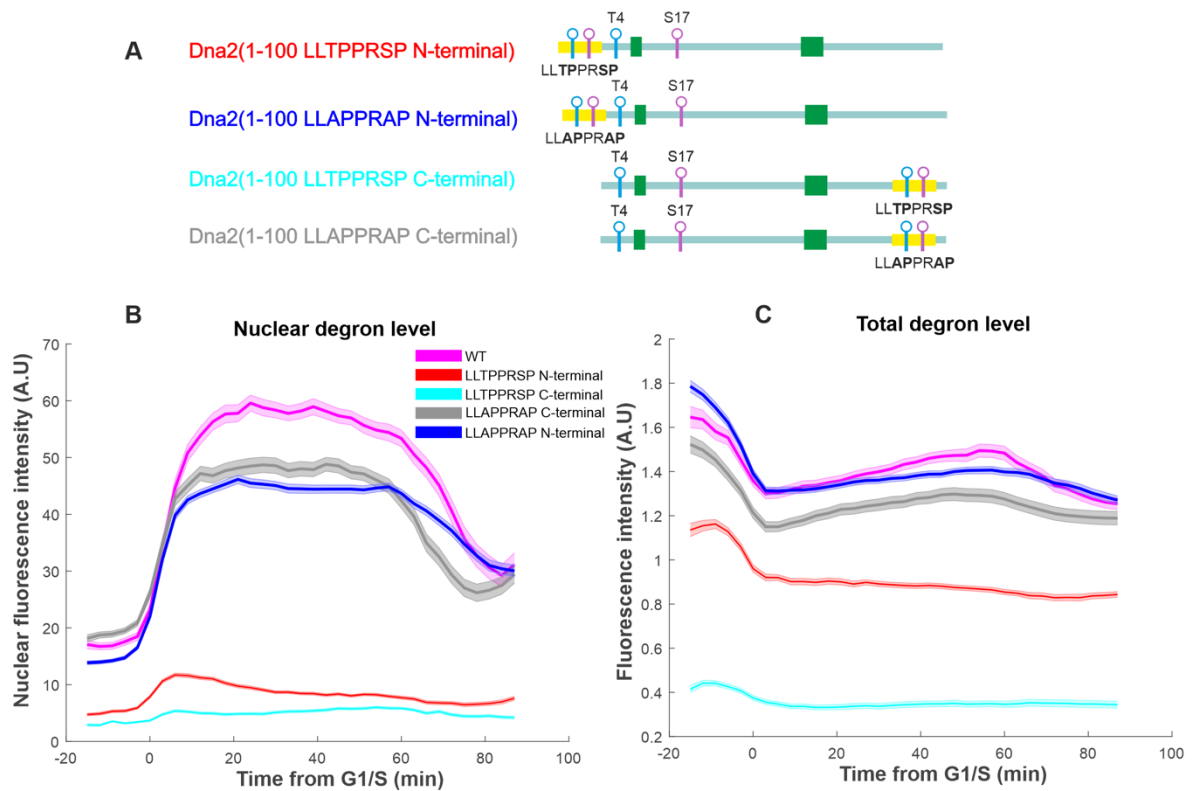 A
Dna2(1-100 LLTPPRSP N-terminal)
T4 S17
LLTPPRSP
Dna2(1-100 LLAPPRAP N-terminal)
T4 S17
LLAPPRAP
Dna2(1-100 LLTPPRSP C-terminal)
T4 S17
LLTPPRSP
Dna2(1-100 LLAPPRAP C-terminal)
T4 S17
LLAPPRAP
B
Nuclear degron level
Nuclear fluorescence intensity (A.U)
70
60
50
40
30
20
10
0
-20 0 20 40 60 80 100
Time from G1/S (min)
WT
LLTPPRSP N-terminal
LLTPPRSP C-terminal
LLAPPRAP C-terminal
LLAPPRAP N-terminal
C
Total degron level
Fluorescence intensity (A.U)
2
1.8
1.6
1.4
1.2
1
0.8
0.6
0.4
0.2
-20 0 20 40 60 80 100
Time from G1/S (min)